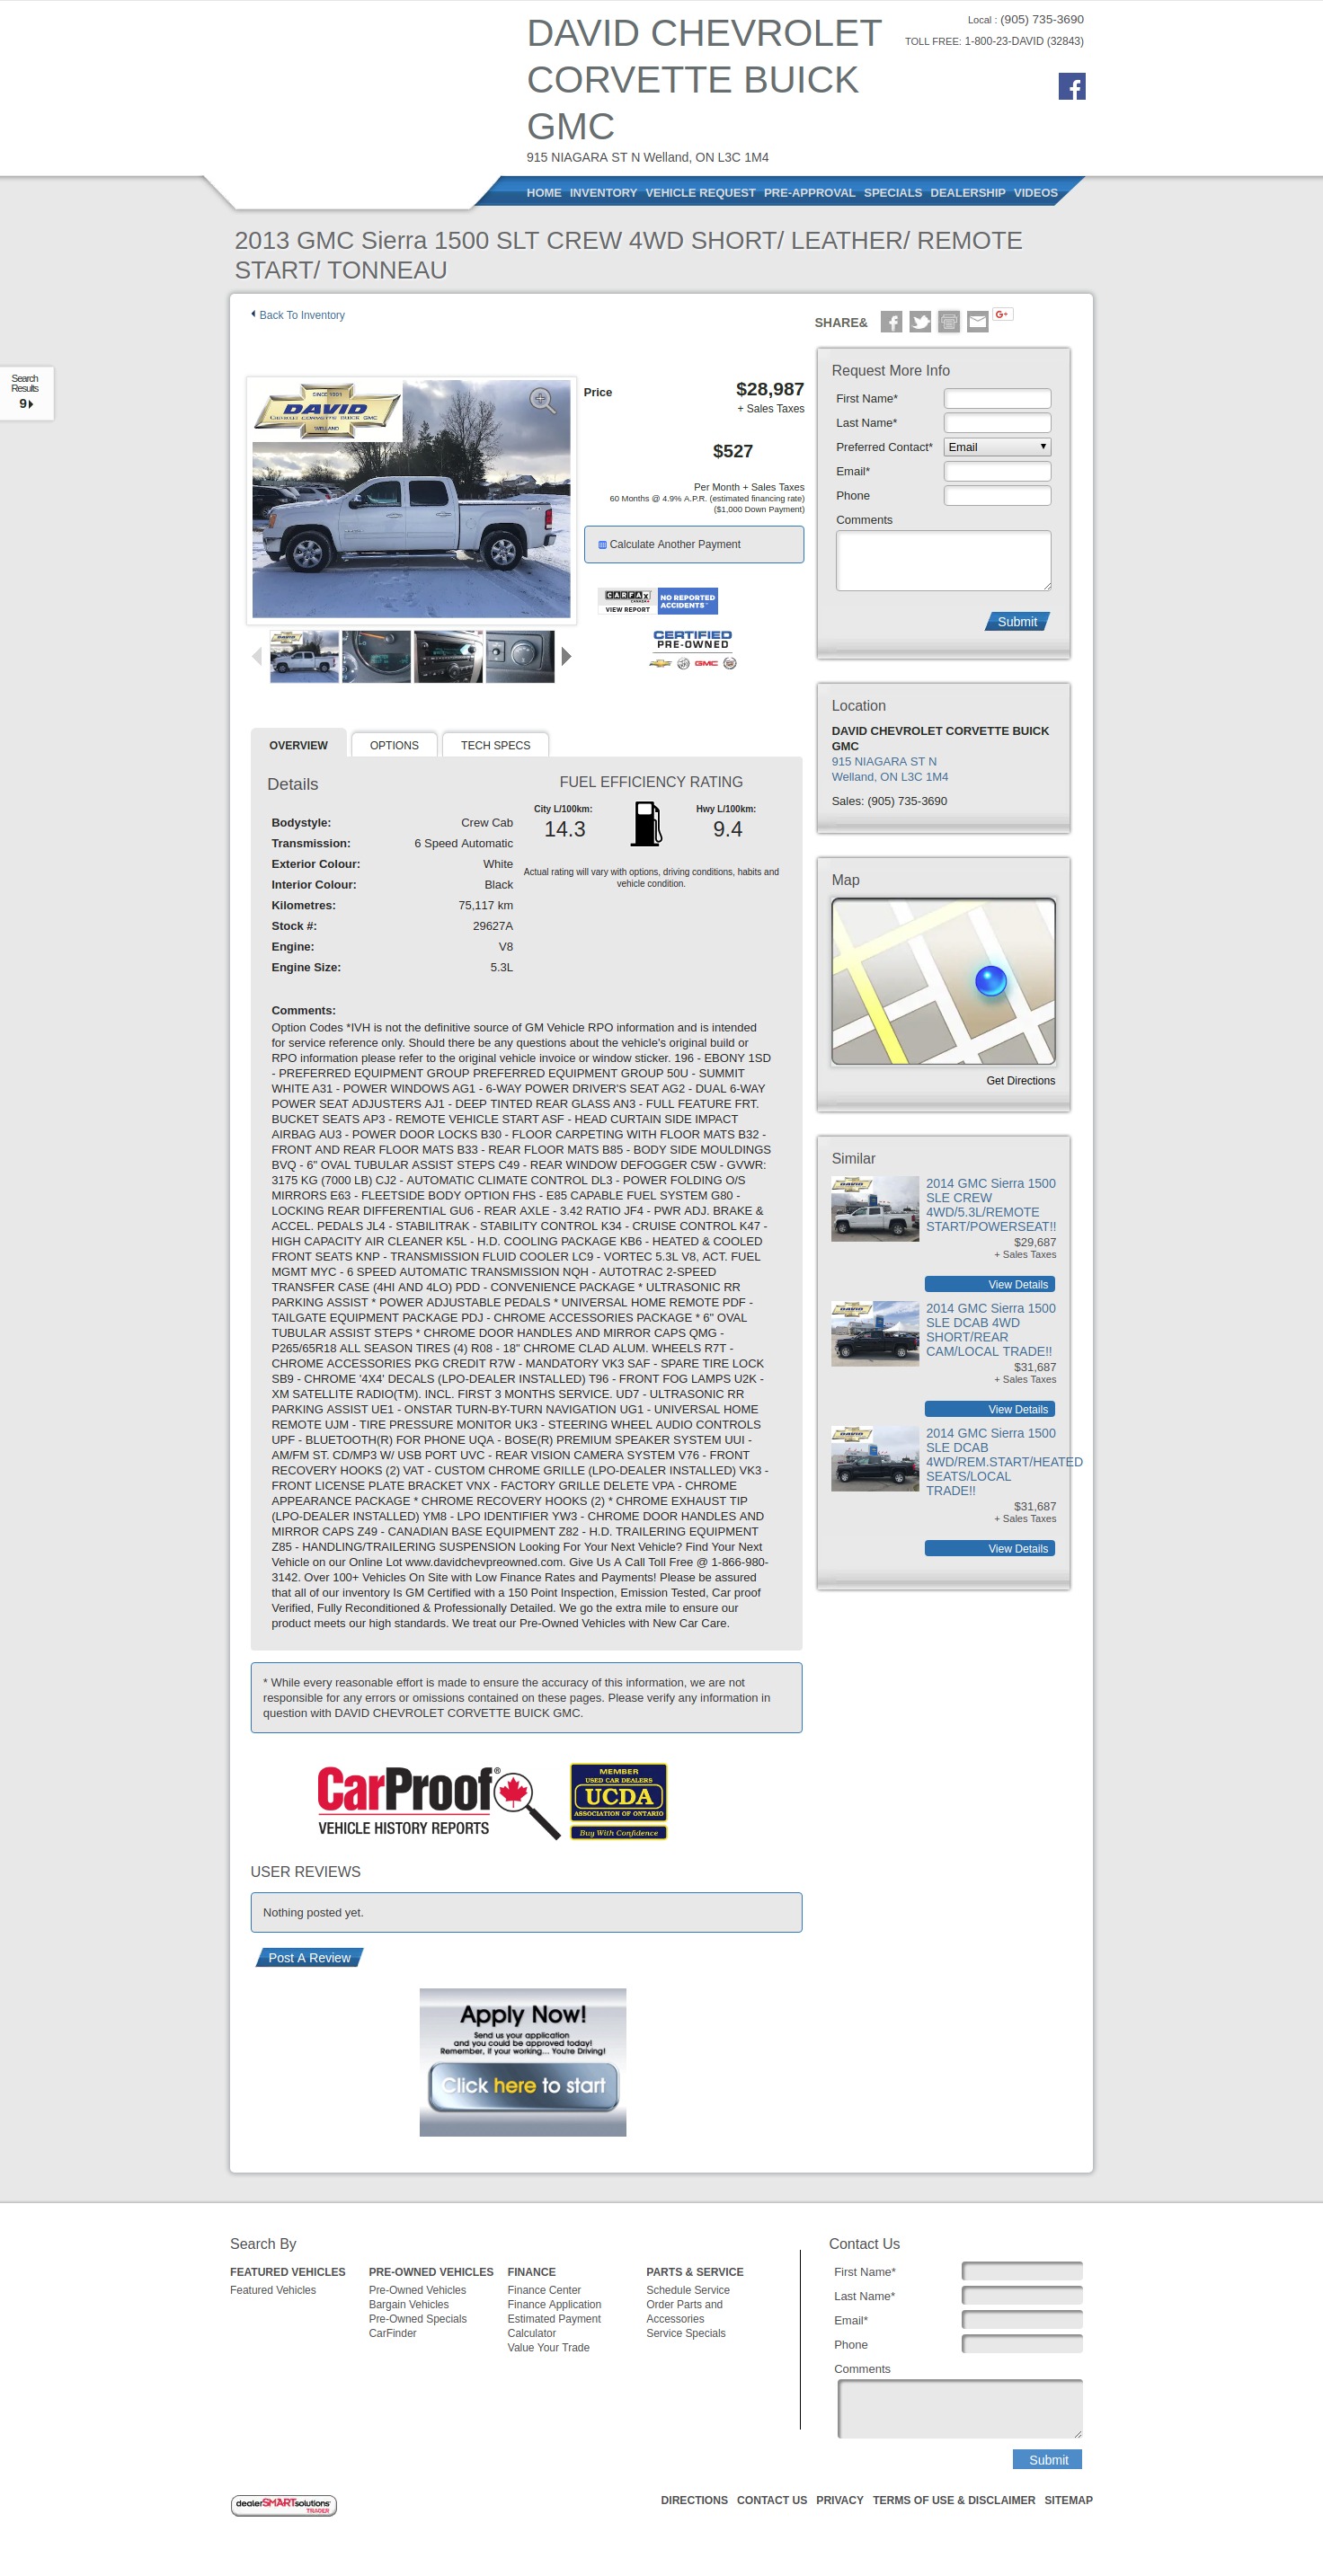 DAVID CHEVROLET
CORVETTE BUICK
GMC
915 NIAGARA ST N Welland, ON L3C 1M4
Local : (905) 735-3690
TOLL FREE: 1-800-23-DAVID (32843)
HOME INVENTORY VEHICLE REQUEST PRE-APPROVAL SPECIALS DEALERSHIP VIDEOS
2013 GMC Sierra 1500 SLT CREW 4WD SHORT/ LEATHER/ REMOTE
START/ TONNEAU
Back To Inventory
SHARE&
G+
Search
Results
9
SINCE 1931
DAVID
CHEVROLET CORVETTE BUICK GMC
WELLAND
Price
$28,987
+ Sales Taxes
$527
Per Month + Sales Taxes
60 Months @ 4.9% A.P.R. (estimated financing rate)
($1,000 Down Payment)
Calculate Another Payment
CARFAX
CANADA
VIEW REPORT
NO REPORTED
ACCIDENTS
CERTIFIED
PRE-OWNED
GMC
Request More Info
First Name*
Last Name*
Preferred Contact*
Email
Email*
Phone
Comments
Submit
Location
DAVID CHEVROLET CORVETTE BUICK
GMC
915 NIAGARA ST N
Welland, ON L3C 1M4
Sales: (905) 735-3690
Map
Get Directions
Similar
2014 GMC Sierra 1500
SLE CREW
4WD/5.3L/REMOTE
START/POWERSEAT!!
$29,687
+ Sales Taxes
View Details
2014 GMC Sierra 1500
SLE DCAB 4WD
SHORT/REAR
CAM/LOCAL TRADE!!
$31,687
+ Sales Taxes
View Details
2014 GMC Sierra 1500
SLE DCAB
4WD/REM.START/HEATED
SEATS/LOCAL
TRADE!!
$31,687
+ Sales Taxes
View Details
OVERVIEW
OPTIONS
TECH SPECS
Details
Bodystyle: Crew Cab
Transmission: 6 Speed Automatic
Exterior Colour: White
Interior Colour: Black
Kilometres: 75,117 km
Stock #: 29627A
Engine: V8
Engine Size: 5.3L
FUEL EFFICIENCY RATING
City L/100km:
14.3
Hwy L/100km:
9.4
Actual rating will vary with options, driving conditions, habits and
vehicle condition.
Comments:
Option Codes *IVH is not the definitive source of GM Vehicle RPO information and is intended
for service reference only. Should there be any questions about the vehicle's original build or
RPO information please refer to the original vehicle invoice or window sticker. 196 - EBONY 1SD
- PREFERRED EQUIPMENT GROUP PREFERRED EQUIPMENT GROUP 50U - SUMMIT
WHITE A31 - POWER WINDOWS AG1 - 6-WAY POWER DRIVER'S SEAT AG2 - DUAL 6-WAY
POWER SEAT ADJUSTERS AJ1 - DEEP TINTED REAR GLASS AN3 - FULL FEATURE FRT.
BUCKET SEATS AP3 - REMOTE VEHICLE START ASF - HEAD CURTAIN SIDE IMPACT
AIRBAG AU3 - POWER DOOR LOCKS B30 - FLOOR CARPETING WITH FLOOR MATS B32 -
FRONT AND REAR FLOOR MATS B33 - REAR FLOOR MATS B85 - BODY SIDE MOULDINGS
BVQ - 6" OVAL TUBULAR ASSIST STEPS C49 - REAR WINDOW DEFOGGER C5W - GVWR:
3175 KG (7000 LB) CJ2 - AUTOMATIC CLIMATE CONTROL DL3 - POWER FOLDING O/S
MIRRORS E63 - FLEETSIDE BODY OPTION FHS - E85 CAPABLE FUEL SYSTEM G80 -
LOCKING REAR DIFFERENTIAL GU6 - REAR AXLE - 3.42 RATIO JF4 - PWR ADJ. BRAKE &
ACCEL. PEDALS JL4 - STABILITRAK - STABILITY CONTROL K34 - CRUISE CONTROL K47 -
HIGH CAPACITY AIR CLEANER K5L - H.D. COOLING PACKAGE KB6 - HEATED & COOLED
FRONT SEATS KNP - TRANSMISSION FLUID COOLER LC9 - VORTEC 5.3L V8, ACT. FUEL
MGMT MYC - 6 SPEED AUTOMATIC TRANSMISSION NQH - AUTOTRAC 2-SPEED
TRANSFER CASE (4HI AND 4LO) PDD - CONVENIENCE PACKAGE * ULTRASONIC RR
PARKING ASSIST * POWER ADJUSTABLE PEDALS * UNIVERSAL HOME REMOTE PDF -
TAILGATE EQUIPMENT PACKAGE PDJ - CHROME ACCESSORIES PACKAGE * 6" OVAL
TUBULAR ASSIST STEPS * CHROME DOOR HANDLES AND MIRROR CAPS QMG -
P265/65R18 ALL SEASON TIRES (4) R08 - 18" CHROME CLAD ALUM. WHEELS R7T -
CHROME ACCESSORIES PKG CREDIT R7W - MANDATORY VK3 SAF - SPARE TIRE LOCK
SB9 - CHROME '4X4' DECALS (LPO-DEALER INSTALLED) T96 - FRONT FOG LAMPS U2K -
XM SATELLITE RADIO(TM). INCL. FIRST 3 MONTHS SERVICE. UD7 - ULTRASONIC RR
PARKING ASSIST UE1 - ONSTAR TURN-BY-TURN NAVIGATION UG1 - UNIVERSAL HOME
REMOTE UJM - TIRE PRESSURE MONITOR UK3 - STEERING WHEEL AUDIO CONTROLS
UPF - BLUETOOTH(R) FOR PHONE UQA - BOSE(R) PREMIUM SPEAKER SYSTEM UUI -
AM/FM ST. CD/MP3 W/ USB PORT UVC - REAR VISION CAMERA SYSTEM V76 - FRONT
RECOVERY HOOKS (2) VAT - CUSTOM CHROME GRILLE (LPO-DEALER INSTALLED) VK3 -
FRONT LICENSE PLATE BRACKET VNX - FACTORY GRILLE DELETE VPA - CHROME
APPEARANCE PACKAGE * CHROME RECOVERY HOOKS (2) * CHROME EXHAUST TIP
(LPO-DEALER INSTALLED) YM8 - LPO IDENTIFIER YW3 - CHROME DOOR HANDLES AND
MIRROR CAPS Z49 - CANADIAN BASE EQUIPMENT Z82 - H.D. TRAILERING EQUIPMENT
Z85 - HANDLING/TRAILERING SUSPENSION Looking For Your Next Vehicle? Find Your Next
Vehicle on our Online Lot www.davidchevpreowned.com. Give Us A Call Toll Free @ 1-866-980-
3142. Over 100+ Vehicles On Site with Low Finance Rates and Payments! Please be assured
that all of our inventory Is GM Certified with a 150 Point Inspection, Emission Tested, Car proof
Verified, Fully Reconditioned & Professionally Detailed. We go the extra mile to ensure our
product meets our high standards. We treat our Pre-Owned Vehicles with New Car Care.
* While every reasonable effort is made to ensure the accuracy of this information, we are not
responsible for any errors or omissions contained on these pages. Please verify any information in
question with DAVID CHEVROLET CORVETTE BUICK GMC.
CarProof®
VEHICLE HISTORY REPORTS
MEMBER
USED CAR DEALERS
UCDA
ASSOCIATION OF ONTARIO
Buy With Confidence
USER REVIEWS
Nothing posted yet.
Post A Review
Apply Now!
Send us your application
and you could be approved today!
Remember, if your working... You're Driving!
Click here to start
Search By
FEATURED VEHICLES
Featured Vehicles
PRE-OWNED VEHICLES
Pre-Owned Vehicles
Bargain Vehicles
Pre-Owned Specials
CarFinder
FINANCE
Finance Center
Finance Application
Estimated Payment
Calculator
Value Your Trade
PARTS & SERVICE
Schedule Service
Order Parts and
Accessories
Service Specials
Contact Us
First Name*
Last Name*
Email*
Phone
Comments
Submit
dealerSMARTsolutions
TRADER
DIRECTIONS CONTACT US PRIVACY TERMS OF USE & DISCLAIMER SITEMAP